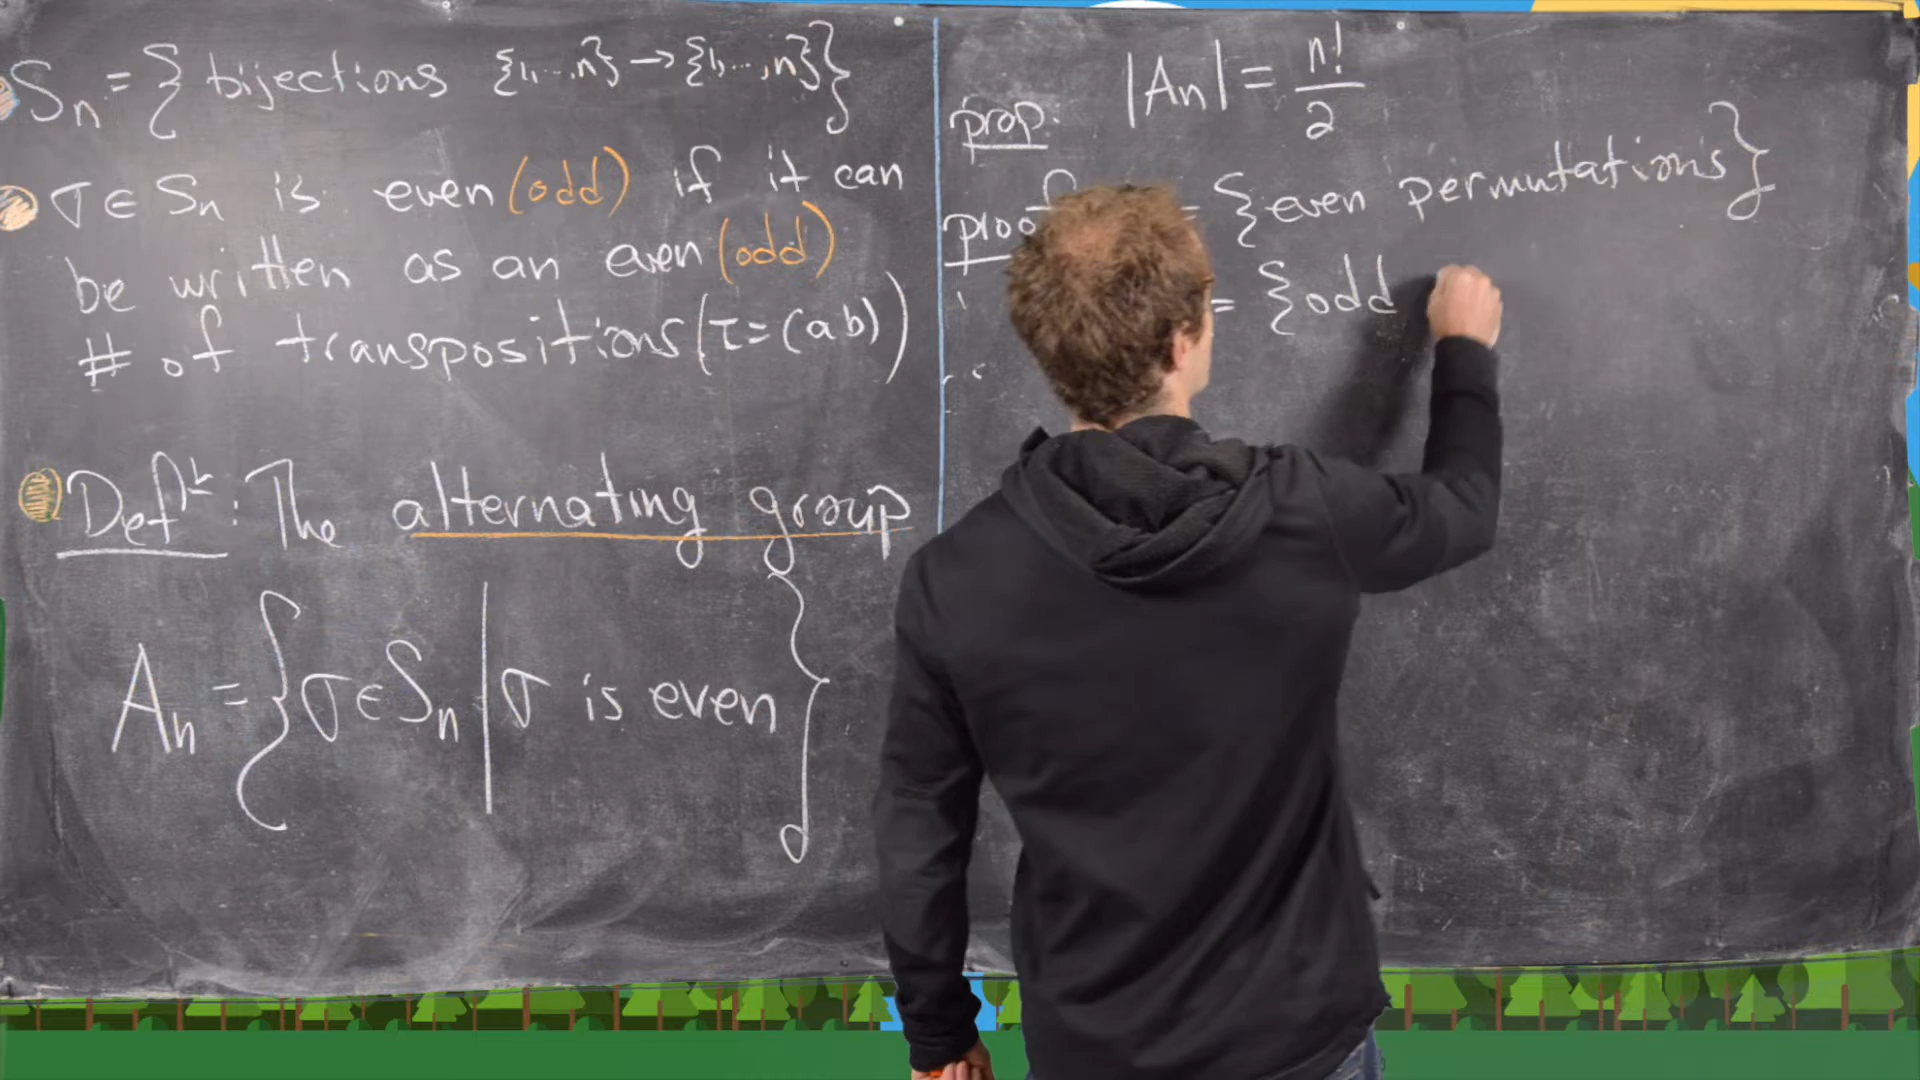 Sₙ = { bijections {1,...,n} → {1,...,n}}
σ ∈ Sₙ is even (odd) if it can
be written as an even (odd)
# of transpositions (τ=(ab))
Defⁿ: The alternating group
Aₙ = {σ∈Sₙ | σ is even}
prop. |Aₙ| = n!/2
= {even permutations}
= {odd